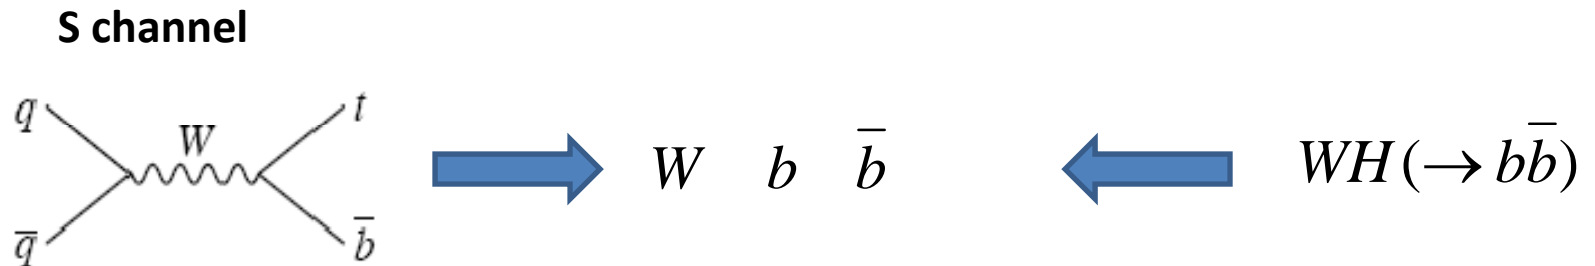 S channel
q W t
q̄ b̄
W b b̄
WH(→ bb̄)